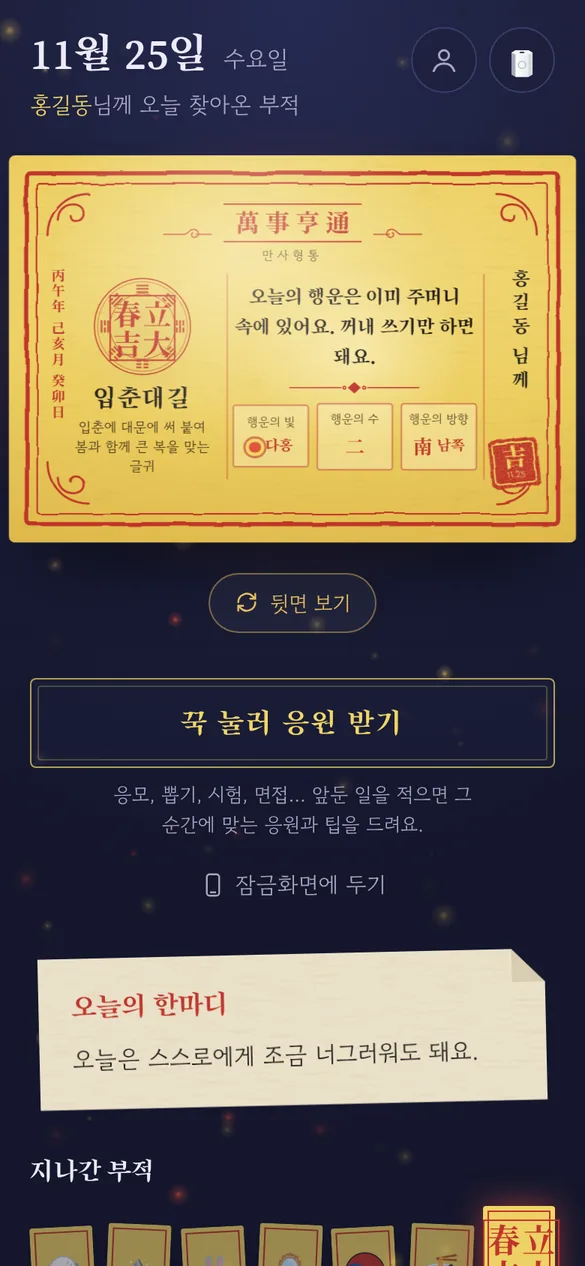 11월 25일 수요일
홍길동님께 오늘 찾아온 부적
萬事亨通
만사형통
丙午年 己亥月 癸卯日
春立
吉大
입춘대길
입춘에 대문에 써 붙여
봄과 함께 큰 복을 맞는
글귀
오늘의 행운은 이미 주머니
속에 있어요. 꺼내 쓰기만 하면
돼요.
행운의 빛
다홍
행운의 수
二
행운의 방향
南 남쪽
홍길동 님께
吉
11.25
뒷면 보기
꾹 눌러 응원 받기
응모, 뽑기, 시험, 면접... 앞둔 일을 적으면 그
순간에 맞는 응원과 팁을 드려요.
잠금화면에 두기
오늘의 한마디
오늘은 스스로에게 조금 너그러워도 돼요.
지나간 부적
春立